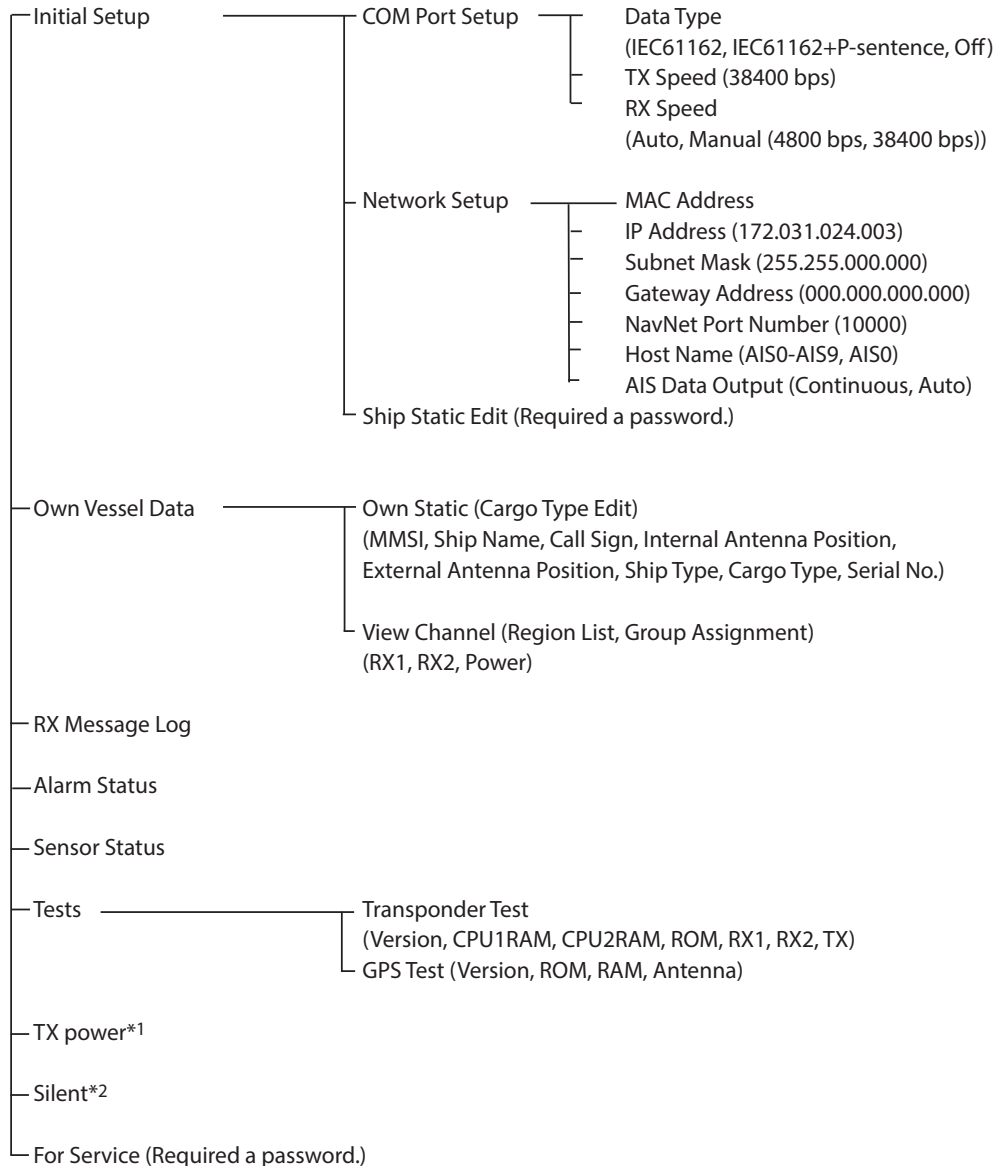 Initial Setup
COM Port Setup
Data Type
(IEC61162, IEC61162+P-sentence, Off)
TX Speed (38400 bps)
RX Speed
(Auto, Manual (4800 bps, 38400 bps))
Network Setup
MAC Address
IP Address (172.031.024.003)
Subnet Mask (255.255.000.000)
Gateway Address (000.000.000.000)
NavNet Port Number (10000)
Host Name (AIS0-AIS9, AIS0)
AIS Data Output (Continuous, Auto)
Ship Static Edit (Required a password.)
Own Vessel Data
Own Static (Cargo Type Edit)
(MMSI, Ship Name, Call Sign, Internal Antenna Position,
External Antenna Position, Ship Type, Cargo Type, Serial No.)
View Channel (Region List, Group Assignment)
(RX1, RX2, Power)
RX Message Log
Alarm Status
Sensor Status
Tests
Transponder Test
(Version, CPU1RAM, CPU2RAM, ROM, RX1, RX2, TX)
GPS Test (Version, ROM, RAM, Antenna)
TX power*1
Silent*2
For Service (Required a password.)